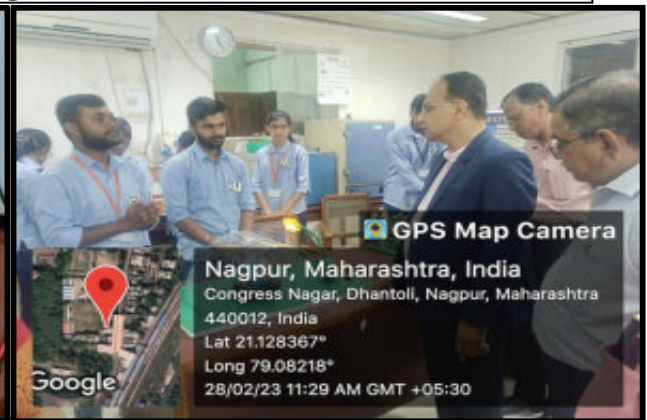 GPS Map Camera
Nagpur, Maharashtra, India
Congress Nagar, Dhantoli, Nagpur, Maharashtra
440012, India
Lat 21.128367°
Long 79.08218°
28/02/23 11:29 AM GMT +05:30
Google